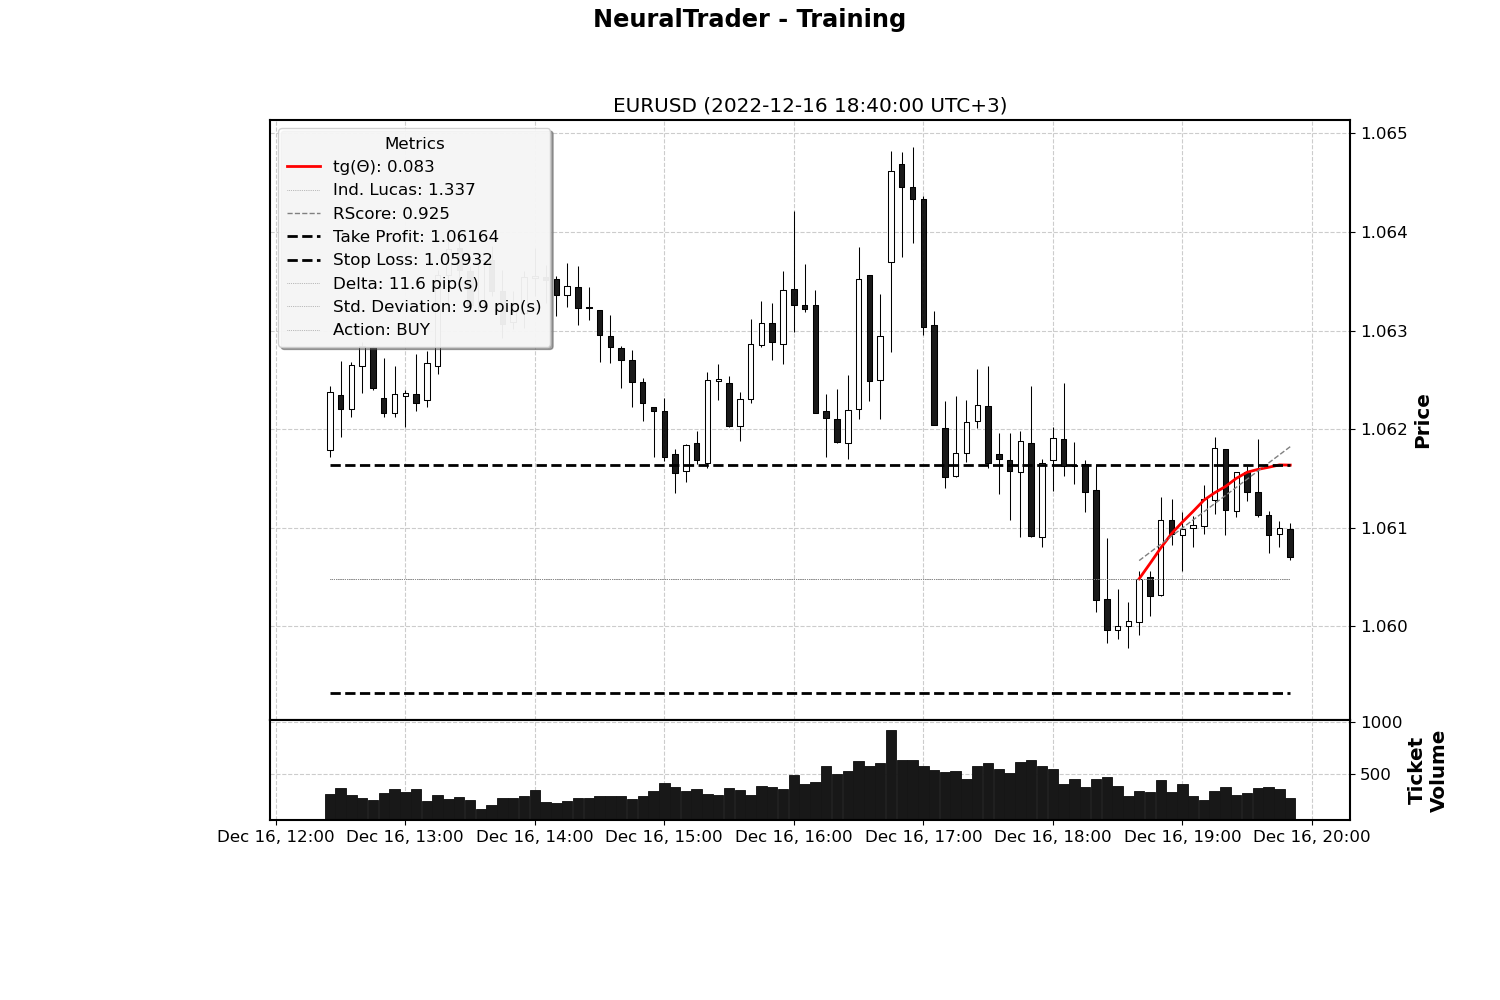 NeuralTrader - Training
EURUSD (2022-12-16 18:40:00 UTC+3)
Metrics
tg(Θ): 0.083
Ind. Lucas: 1.337
RScore: 0.925
Take Profit: 1.06164
Stop Loss: 1.05932
Delta: 11.6 pip(s)
Std. Deviation: 9.9 pip(s)
Action: BUY
1.065
1.064
1.063
1.062
1.061
1.060
Price
1000
500
Ticket
Volume
Dec 16, 12:00 Dec 16, 13:00 Dec 16, 14:00 Dec 16, 15:00 Dec 16, 16:00 Dec 16, 17:00 Dec 16, 18:00 Dec 16, 19:00 Dec 16, 20:00